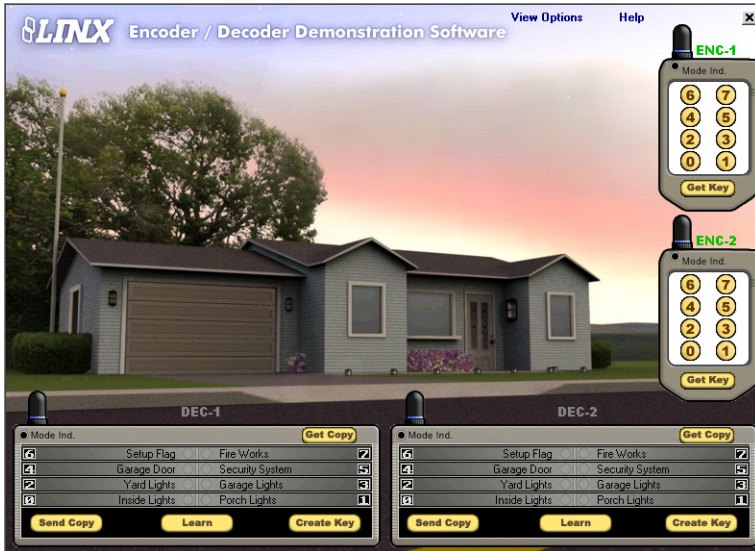 View Options Help X
LINX Encoder / Decoder Demonstration Software
ENC-1
Mode Ind.
6 7
4 5
2 3
0 1
Get Key
ENC-2
Mode Ind.
6 7
4 5
2 3
0 1
Get Key
DEC-1
Mode Ind. Get Copy
6 Setup Flag Fire Works 7
4 Garage Door Security System 5
2 Yard Lights Garage Lights 3
0 Inside Lights Porch Lights 1
Send Copy Learn Create Key
DEC-2
Mode Ind. Get Copy
6 Setup Flag Fire Works 7
4 Garage Door Security System 5
2 Yard Lights Garage Lights 3
0 Inside Lights Porch Lights 1
Send Copy Learn Create Key